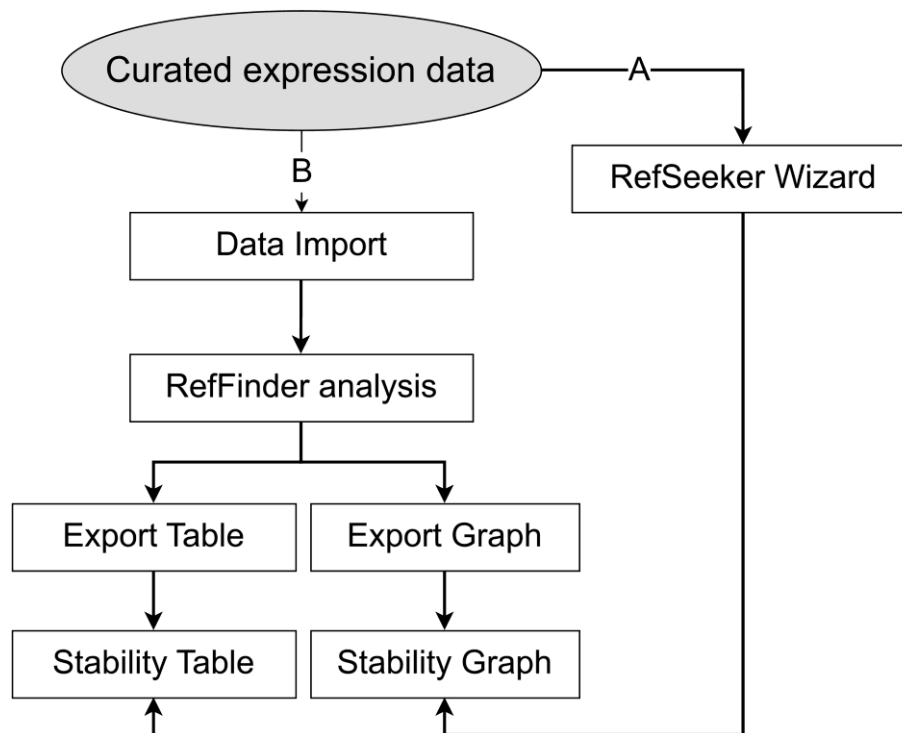 Curated expression data
A
RefSeeker Wizard
B
Data Import
RefFinder analysis
Export Table
Export Graph
Stability Table
Stability Graph